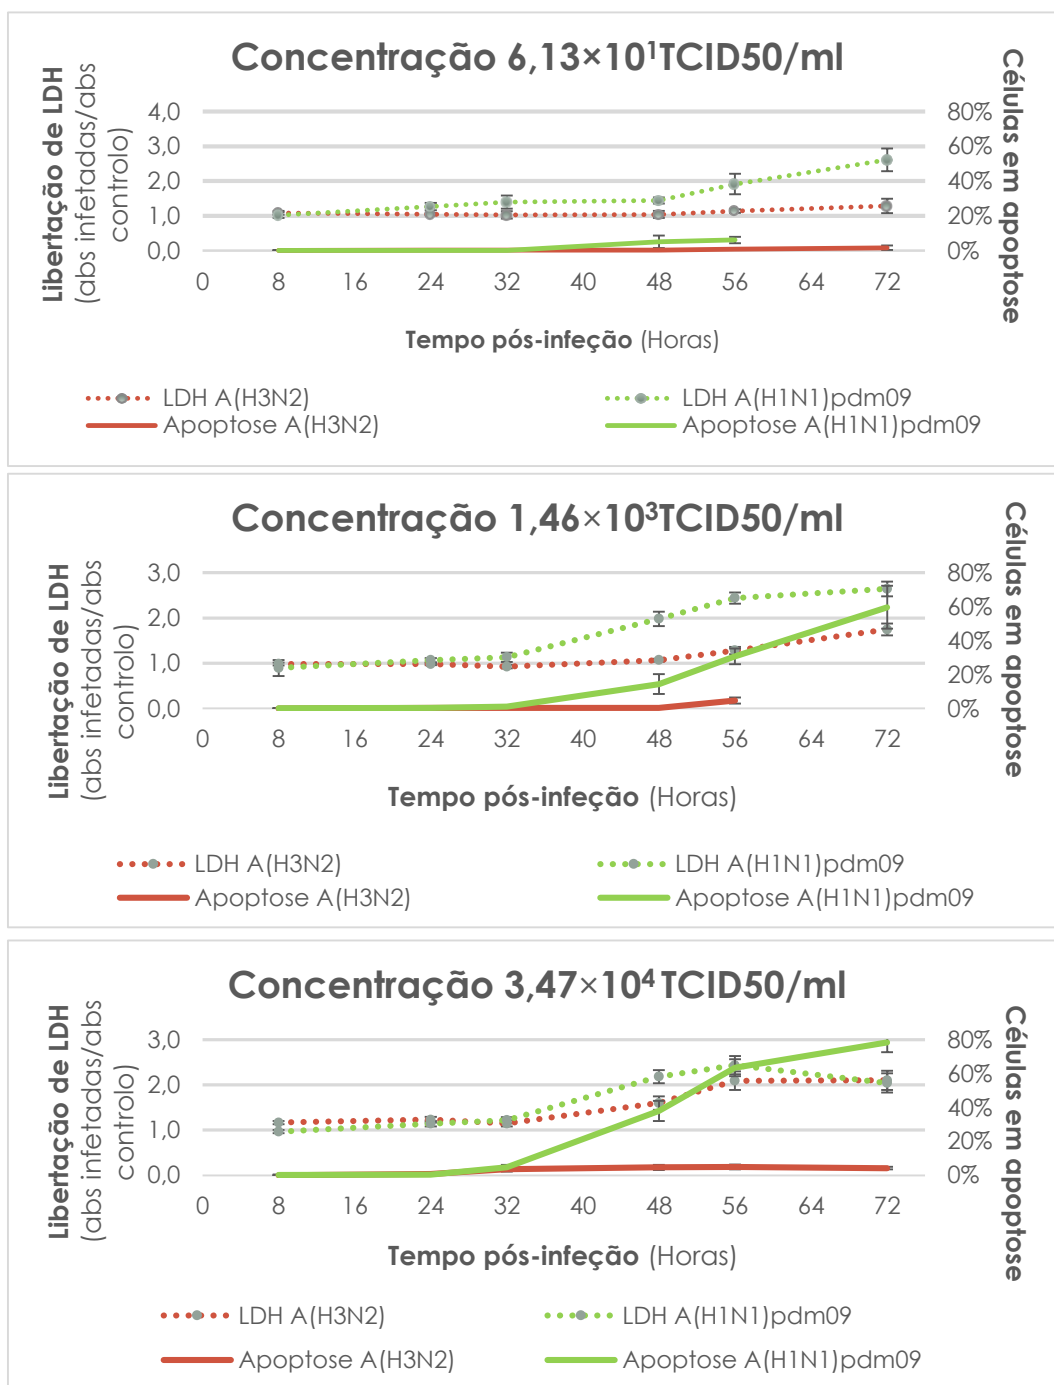 Concentração 6,13×10¹TCID50/ml
Libertação de LDH
(abs infetadas/abs
controlo)
4,0
3,0
2,0
1,0
0,0
80%
60%
40%
20%
0%
Células em apoptose
0 8 16 24 32 40 48 56 64 72
Tempo pós-infeção (Horas)
LDH A(H3N2)
LDH A(H1N1)pdm09
Apoptose A(H3N2)
Apoptose A(H1N1)pdm09
Concentração 1,46×10³TCID50/ml
Libertação de LDH
(abs infetadas/abs
controlo)
3,0
2,0
1,0
0,0
80%
60%
40%
20%
0%
Células em apoptose
0 8 16 24 32 40 48 56 64 72
Tempo pós-infeção (Horas)
LDH A(H3N2)
LDH A(H1N1)pdm09
Apoptose A(H3N2)
Apoptose A(H1N1)pdm09
Concentração 3,47×10⁴ TCID50/ml
Libertação de LDH
(abs infetadas/abs
controlo)
3,0
2,0
1,0
0,0
80%
60%
40%
20%
0%
Células em apoptose
0 8 16 24 32 40 48 56 64 72
Tempo pós-infeção (Horas)
LDH A(H3N2)
LDH A(H1N1)pdm09
Apoptose A(H3N2)
Apoptose A(H1N1)pdm09